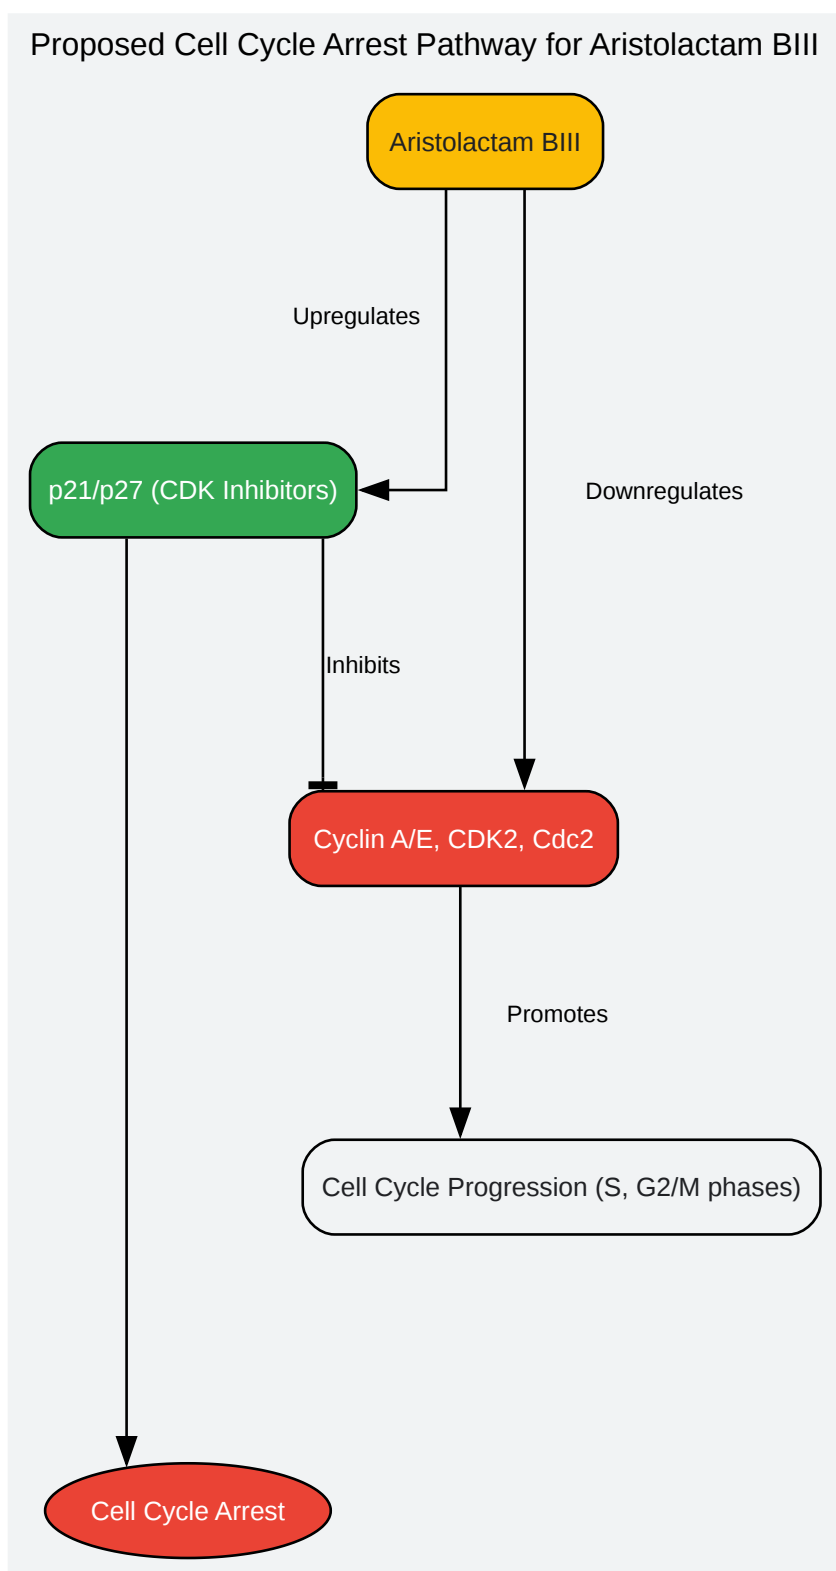 Proposed Cell Cycle Arrest Pathway for Aristolactam BIII
Aristolactam BIII
Upregulates
p21/p27 (CDK Inhibitors)
Downregulates
Inhibits
Cyclin A/E, CDK2, Cdc2
Promotes
Cell Cycle Progression (S, G2/M phases)
Cell Cycle Arrest